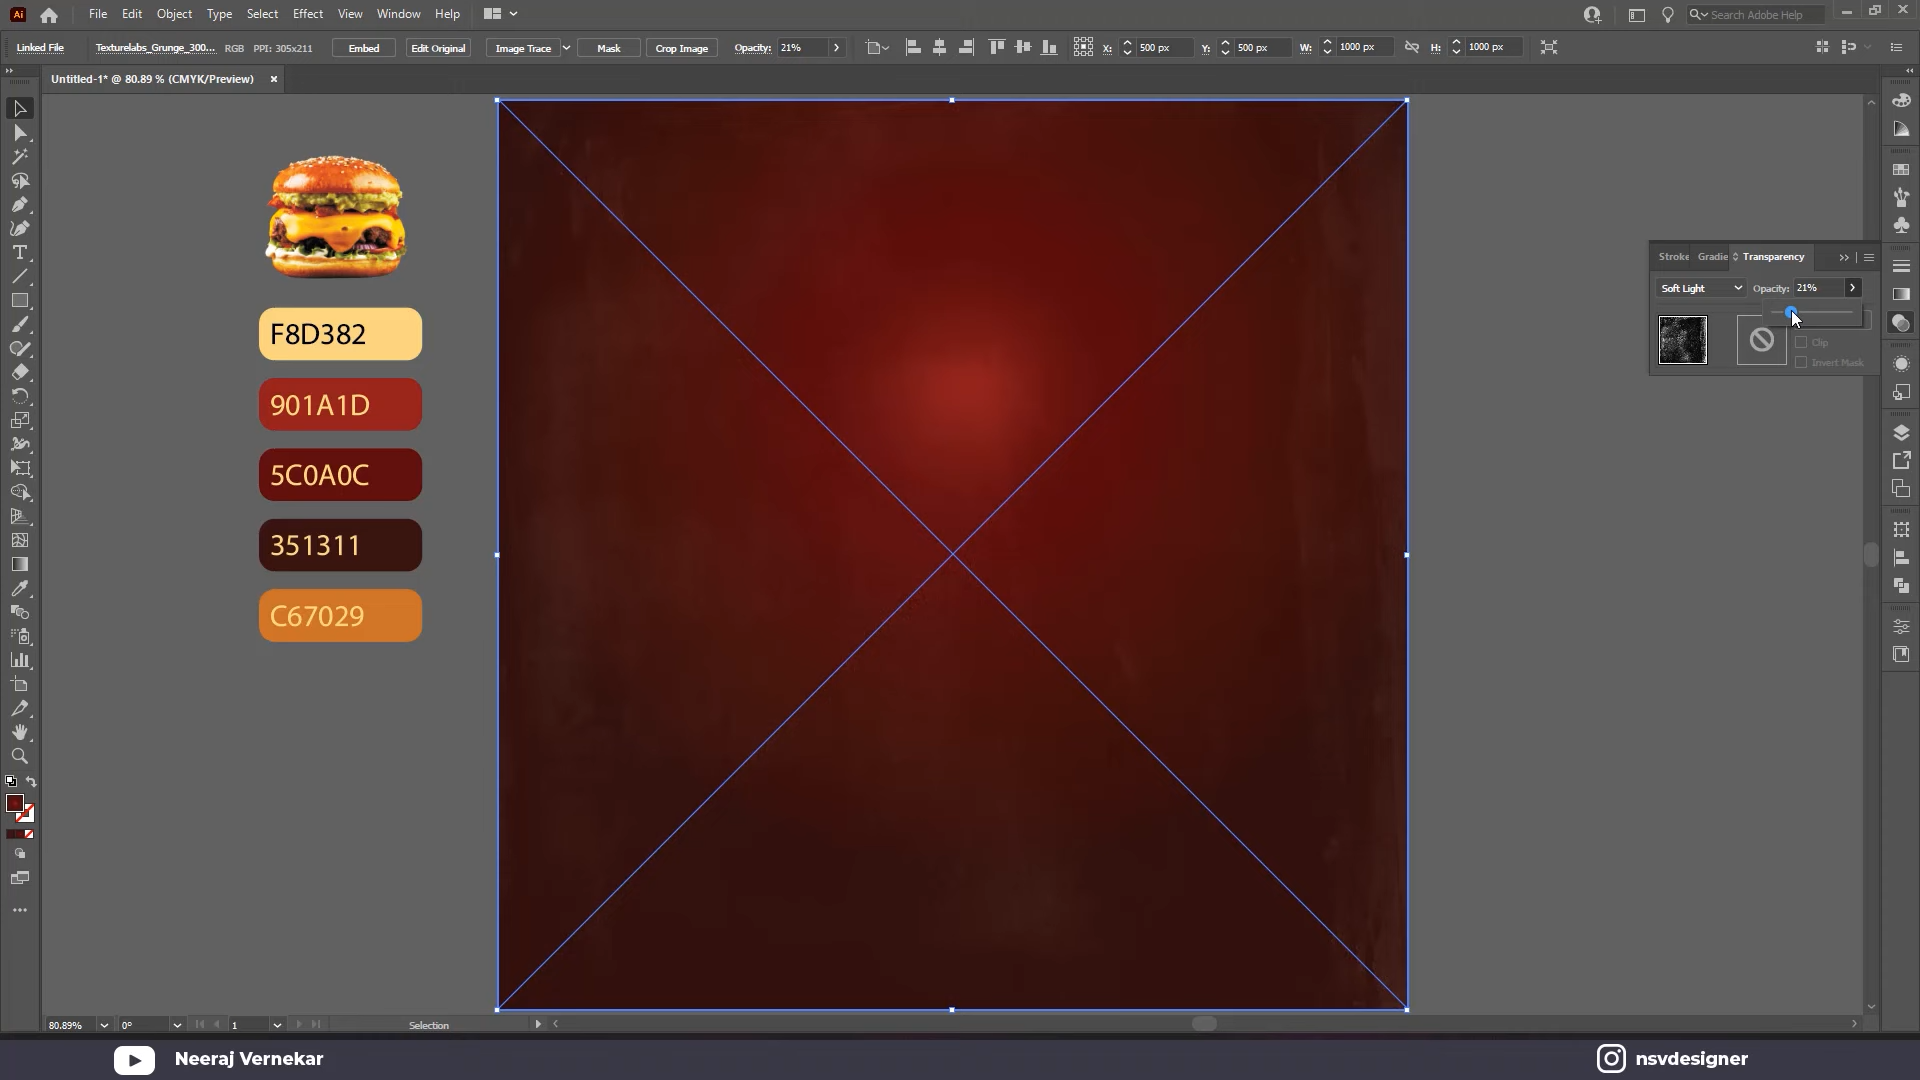 Ai File Edit Object Type Select Effect View Window Help Search Adobe Help
Linked File Texturelabs_Grunge_300... RGB PPI: 305x211 Embed Edit Original Image Trace Mask Crop Image Opacity: 21% X: 500 px Y: 500 px W: 1000 px H: 1000 px
Untitled-1* @ 80.89 % (CMYK/Preview)
F8D382
901A1D
5C0A0C
351311
C67029
Stroke Gradie Transparency
Soft Light Opacity: 21%
Clip
Invert Mask
80.89% 0° 1 Selection
Neeraj Vernekar nsvdesigner